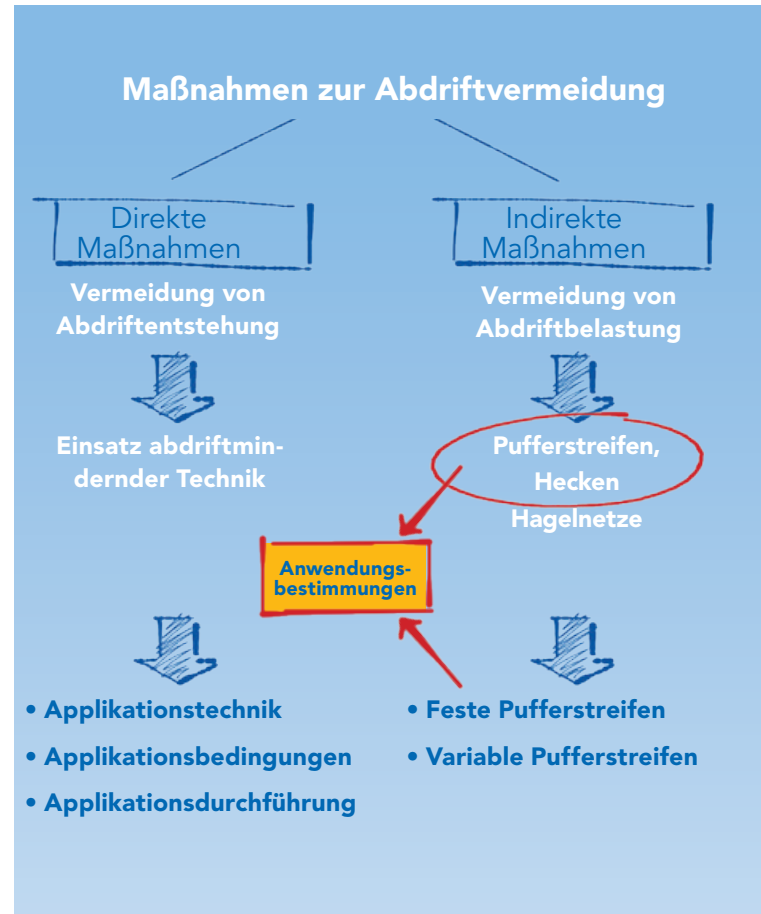 Maßnahmen zur Abdriftvermeidung
Direkte
Maßnahmen
Vermeidung von
Abdriftentstehung
Einsatz abdriftmin-
dernder Technik
Indirekte
Maßnahmen
Vermeidung von
Abdriftbelastung
Pufferstreifen,
Hecken
Hagelnetze
Anwendungs-
bestimmungen
• Applikationstechnik
• Applikationsbedingungen
• Applikationsdurchführung
• Feste Pufferstreifen
• Variable Pufferstreifen